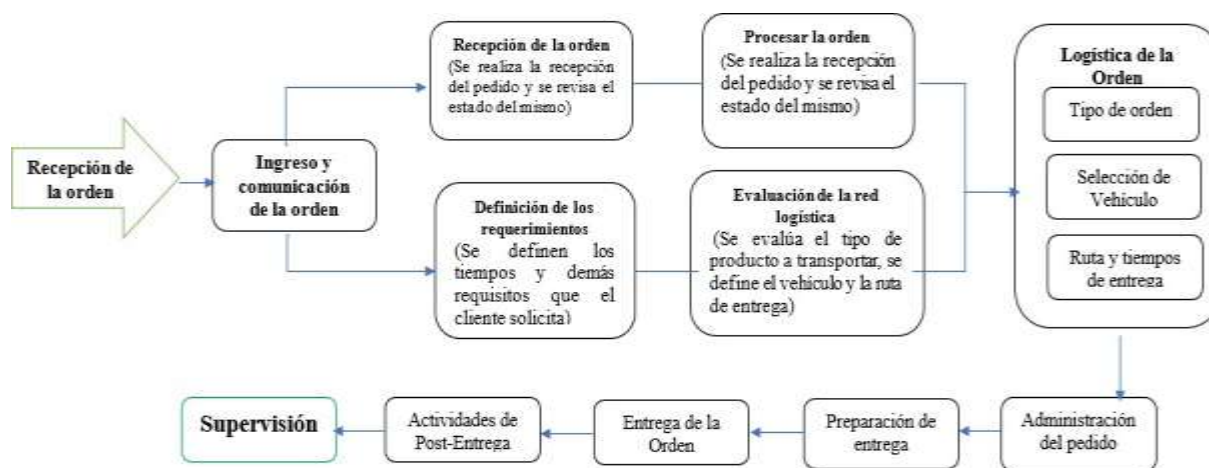 Recepción de
la orden
Ingreso y
comunicación
de la orden
Recepción de la orden
(Se realiza la recepción
del pedido y se revisa el
estado del mismo)
Procesar la orden
(Se realiza la recepción
del pedido y se revisa el
estado del mismo)
Definición de los
requerimientos
(Se definen los
tiempos y demás
requisitos que el
cliente solicita)
Evaluación de la red
logística
(Se evalúa el tipo de
producto a transportar, se
define el vehículo y la ruta
de entrega)
Logística de la
Orden
Tipo de orden
Selección de
Vehículo
Ruta y tiempos
de entrega
Administración
del pedido
Preparación de
entrega
Entrega de la
Orden
Actividades de
Post-Entrega
Supervisión